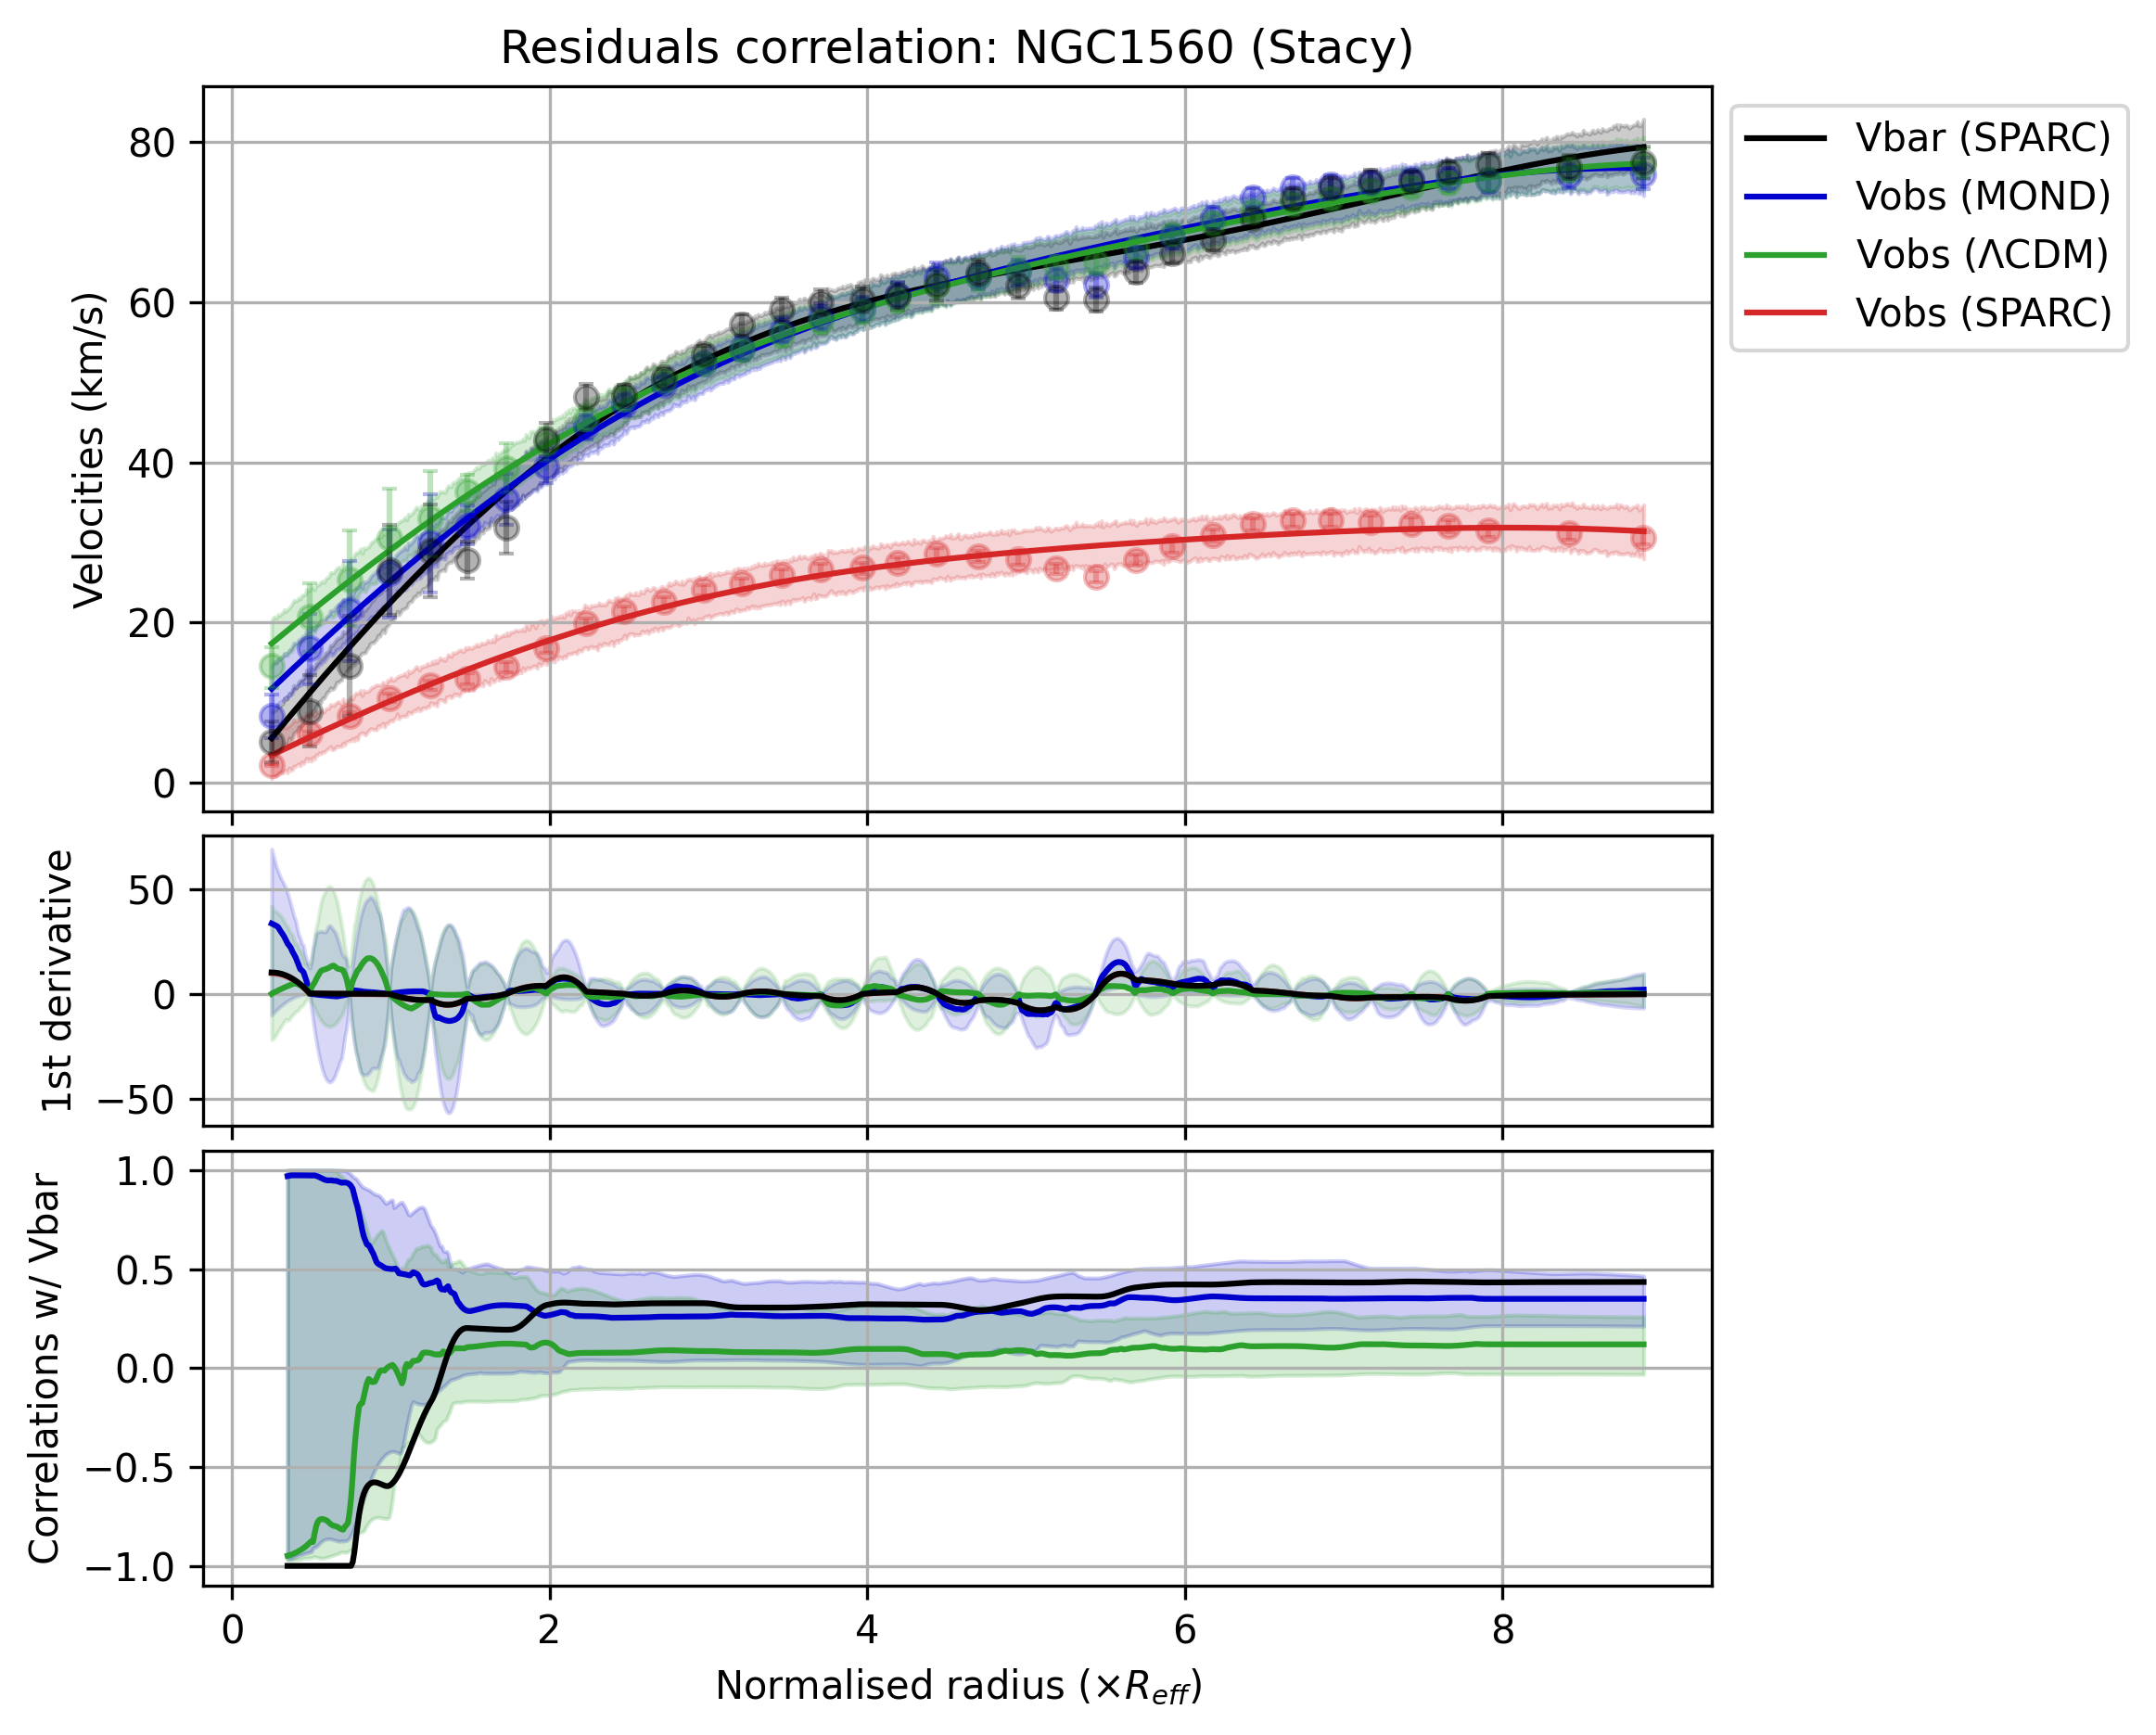 Residuals correlation: NGC1560 (Stacy)
Vbar (SPARC)
Vobs (MOND)
Vobs (ΛCDM)
Vobs (SPARC)
Velocities (km/s)
80
60
40
20
0
1st derivative
50
0
−50
Correlations w/ Vbar
1.0
0.5
0.0
−0.5
−1.0
0 2 4 6 8
Normalised radius (×R_eff)